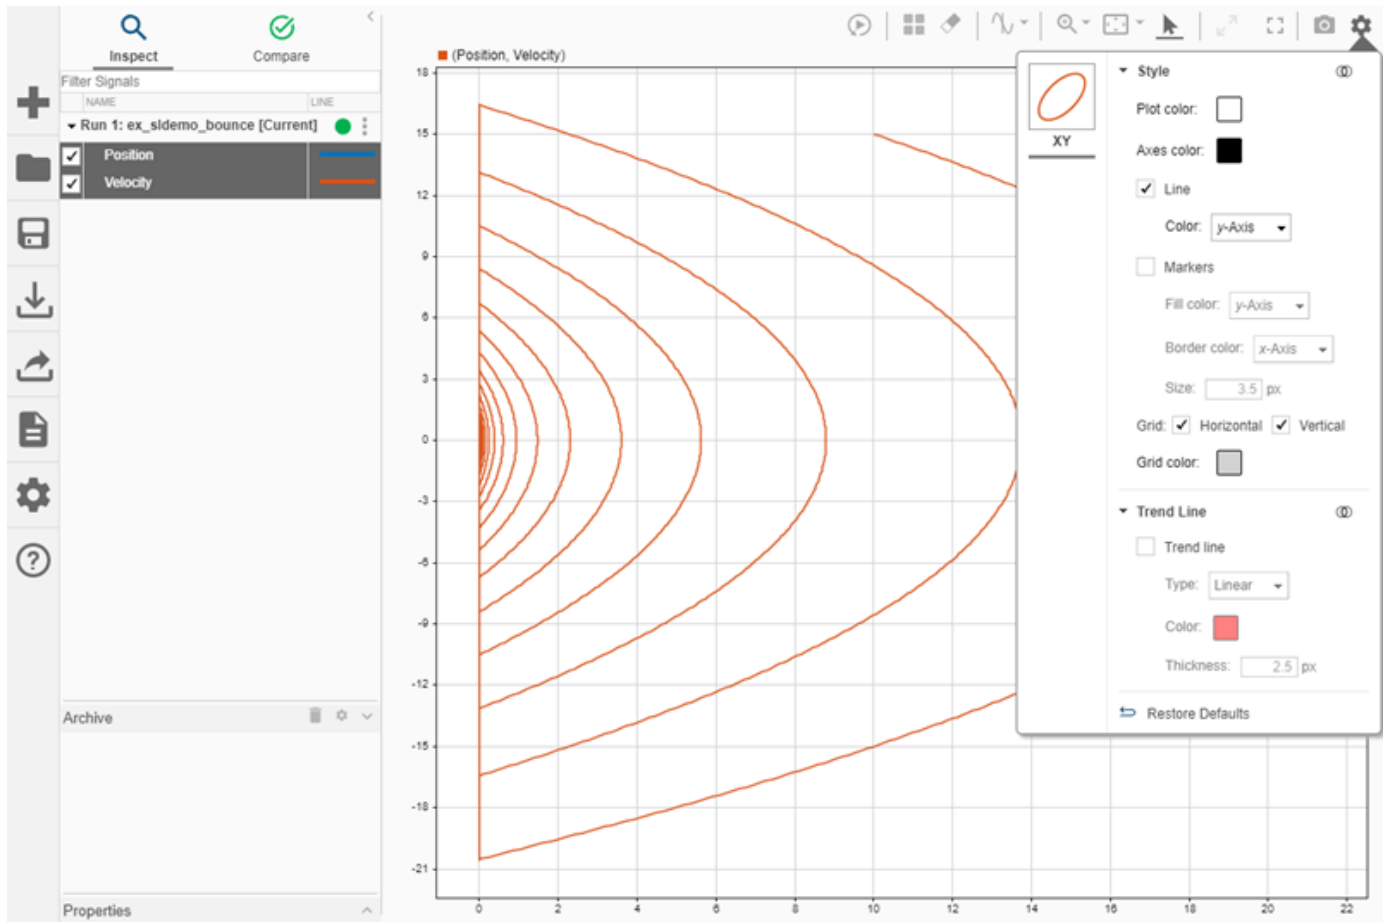 Inspect
Compare
Filter Signals
NAME
LINE
Run 1: ex_sldemo_bounce [Current]
Position
Velocity
Archive
Properties
(Position, Velocity)
18
15
12
9
6
3
0
-3
-6
-9
-12
-15
-18
-21
0
2
4
6
8
10
12
14
16
18
20
22
XY
Style
Plot color:
Axes color:
Line
Color: y-Axis
Markers
Fill color: y-Axis
Border color: x-Axis
Size: 3.5 px
Grid: Horizontal Vertical
Grid color:
Trend Line
Trend line
Type: Linear
Color:
Thickness: 2.5 px
Restore Defaults